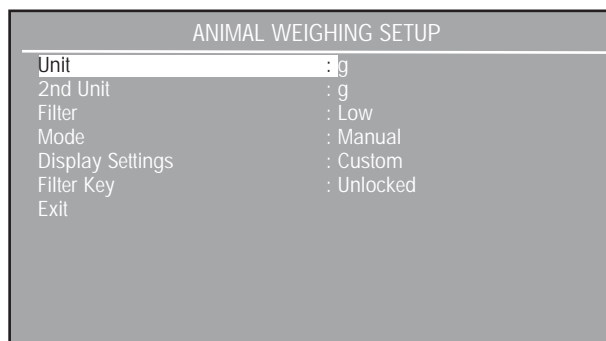 ANIMAL WEIGHING SETUP
Unit : g
2nd Unit : g
Filter : Low
Mode : Manual
Display Settings : Custom
Filter Key : Unlocked
Exit